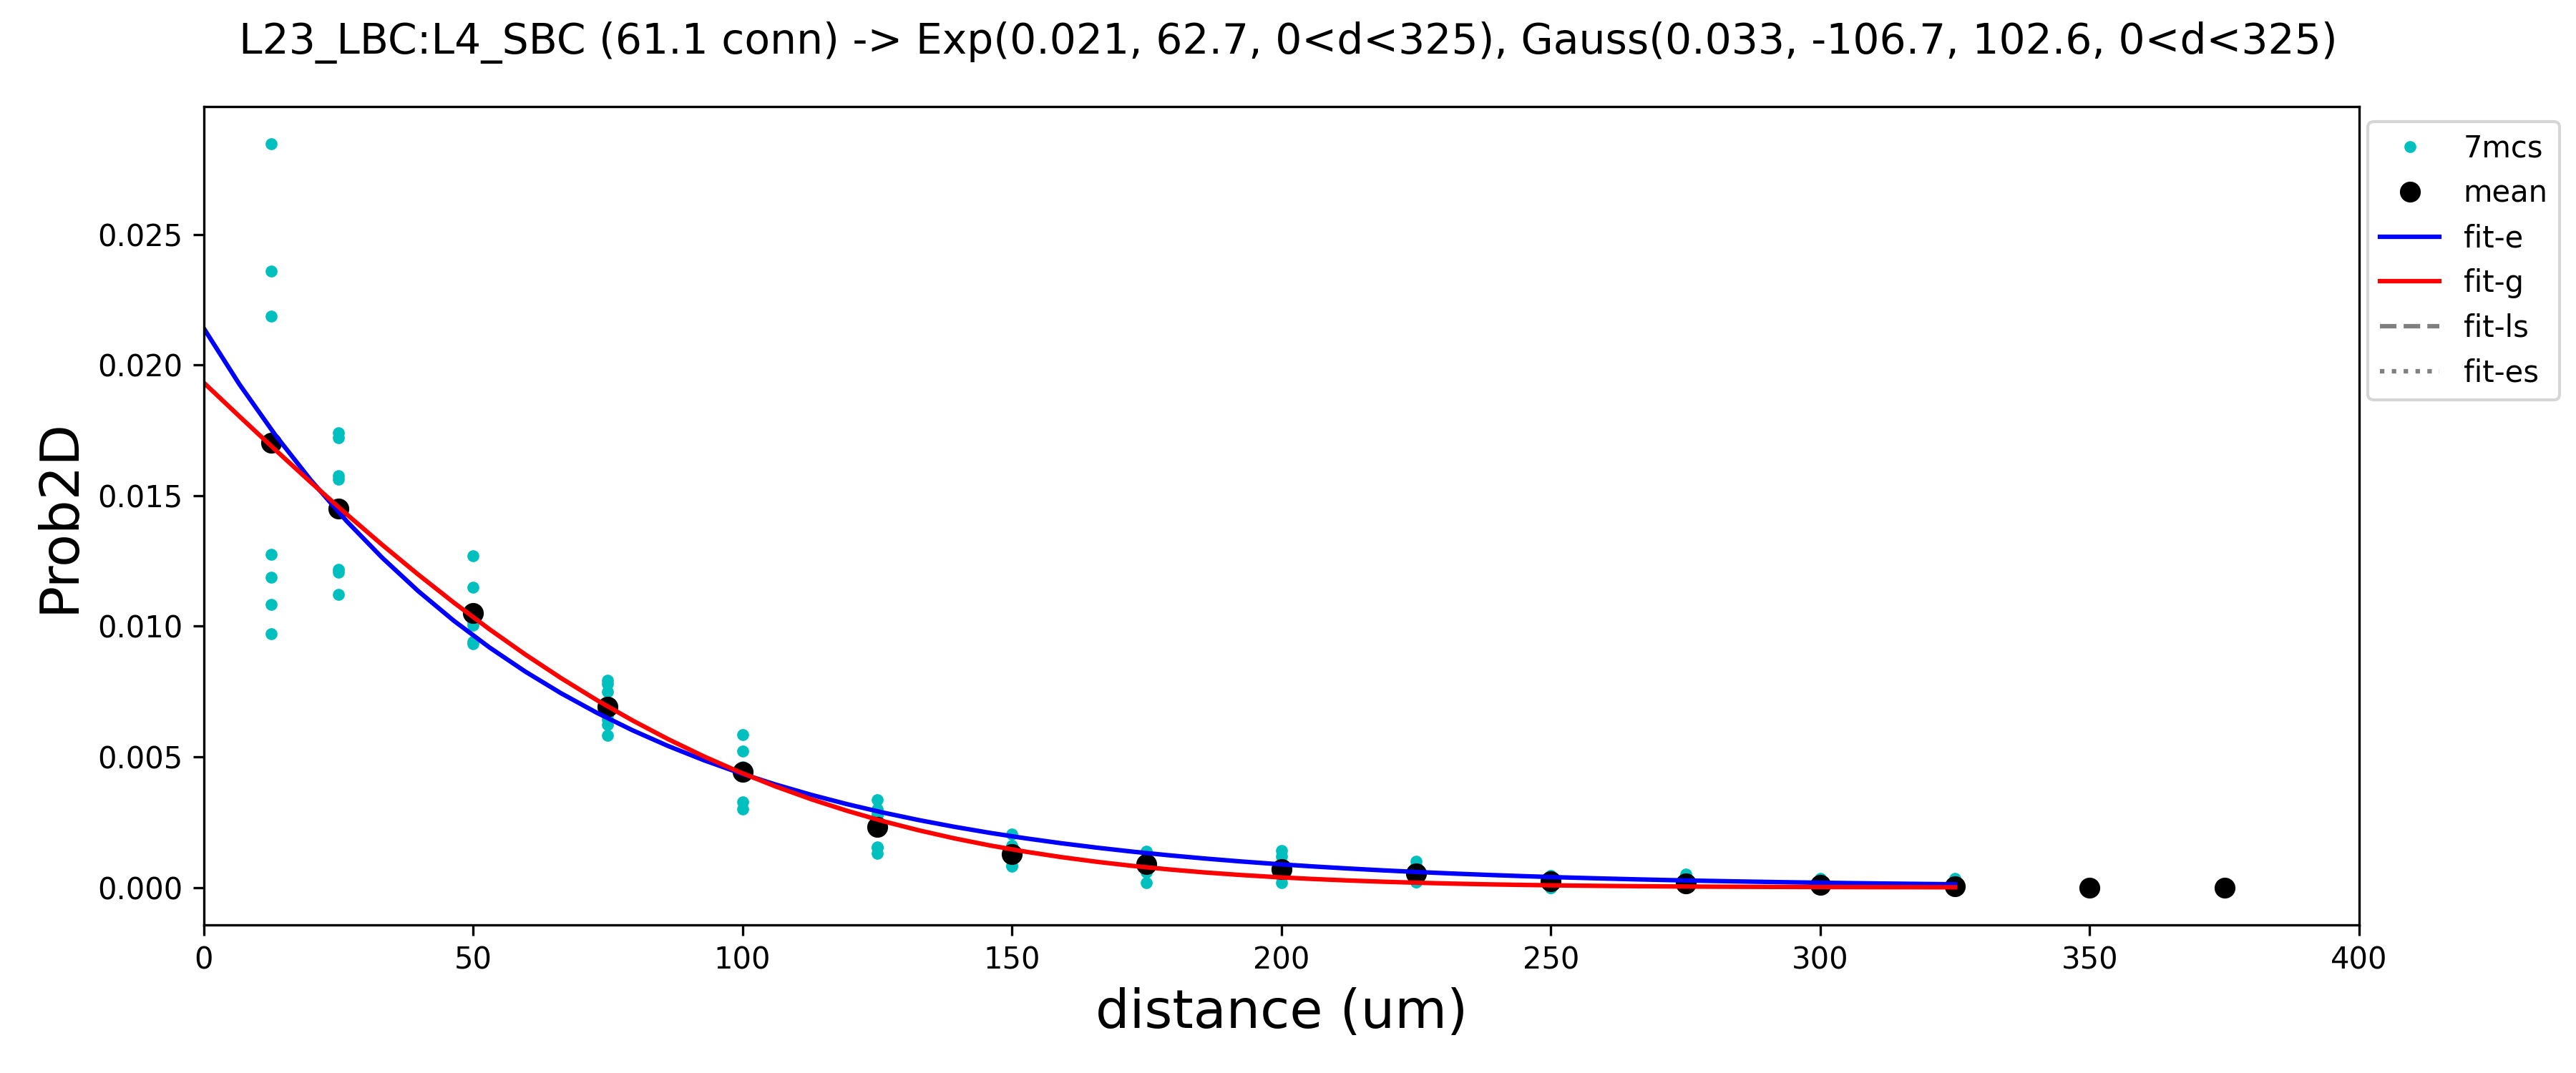 L23_LBC:L4_SBC (61.1 conn) -> Exp(0.021, 62.7, 0<d<325), Gauss(0.033, -106.7, 102.6, 0<d<325)
7mcs
mean
fit-e
fit-g
fit-ls
fit-es
Prob2D
0.025
0.020
0.015
0.010
0.005
0.000
0 50 100 150 200 250 300 350 400
distance (um)